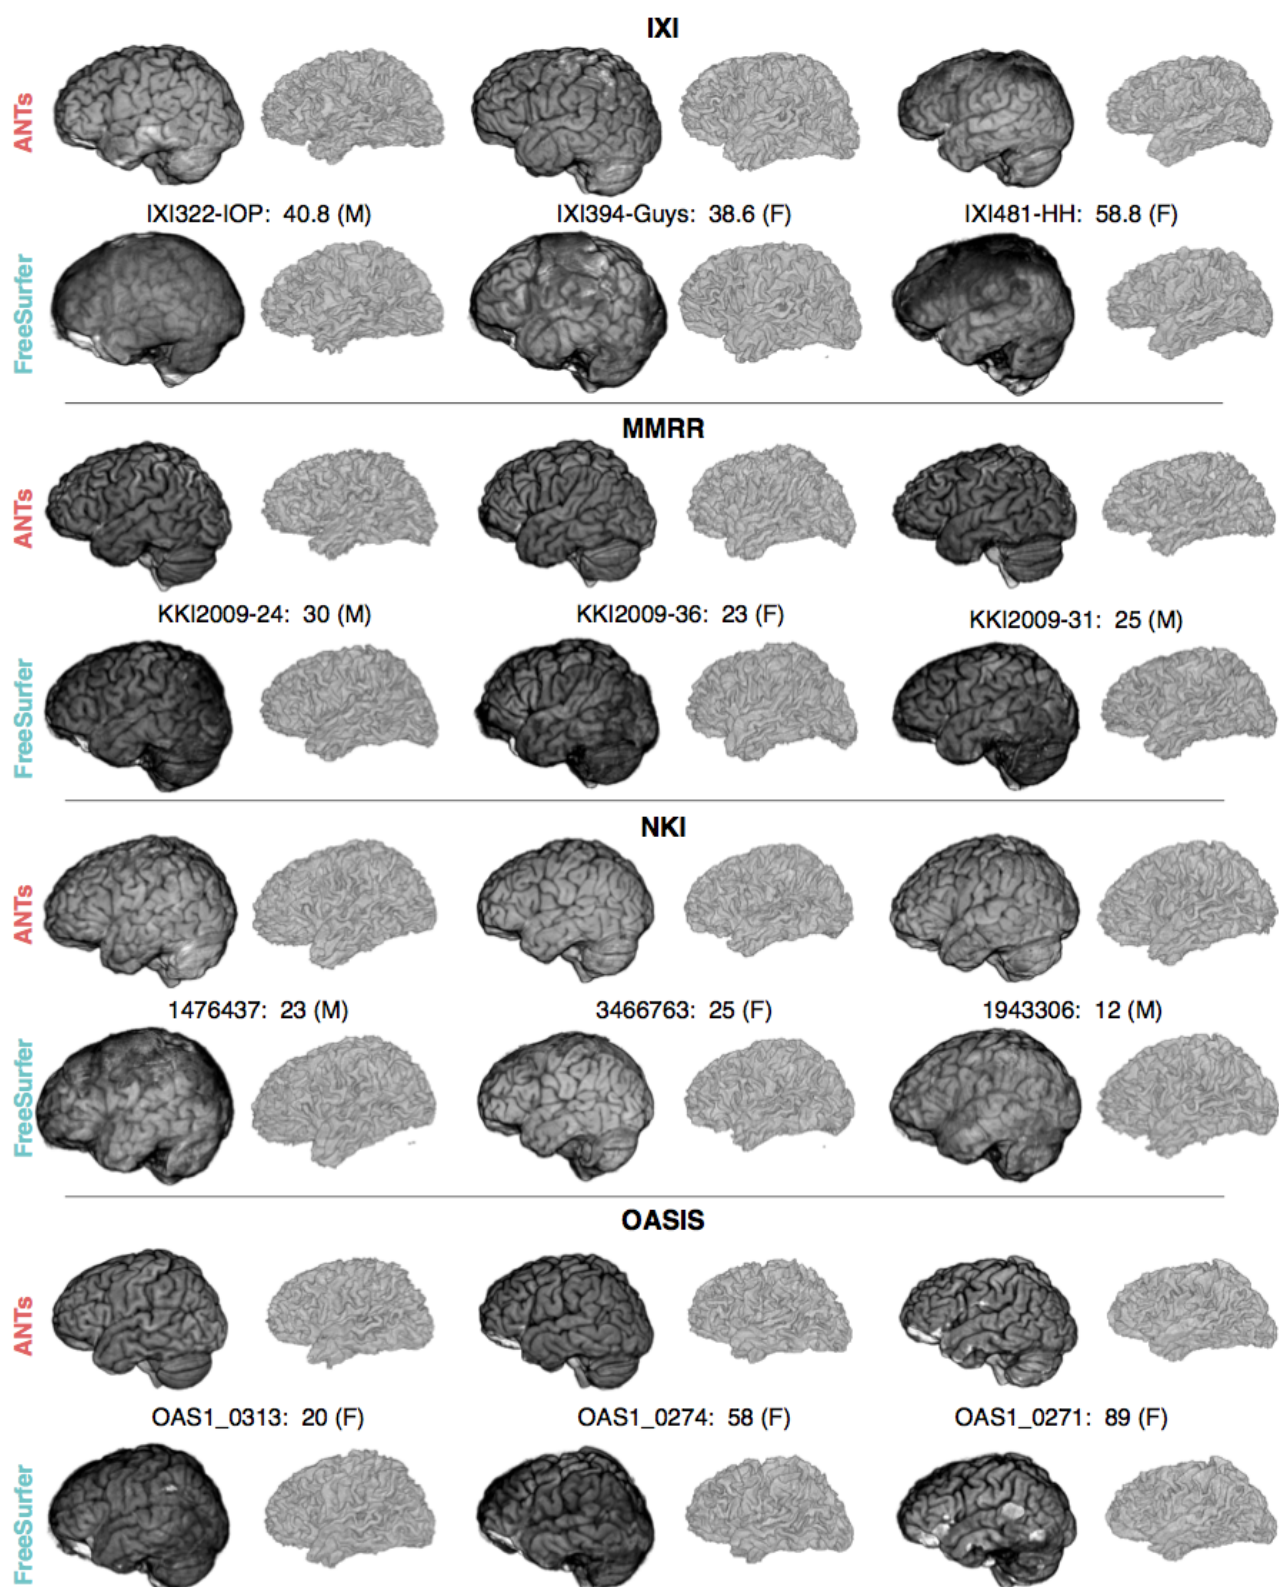 IXI
ANTs
IXI322-IOP: 40.8 (M)
IXI394-Guys: 38.6 (F)
IXI481-HH: 58.8 (F)
FreeSurfer
MMRR
ANTs
KKI2009-24: 30 (M)
KKI2009-36: 23 (F)
KKI2009-31: 25 (M)
FreeSurfer
NKI
ANTs
1476437: 23 (M)
3466763: 25 (F)
1943306: 12 (M)
FreeSurfer
OASIS
ANTs
OAS1_0313: 20 (F)
OAS1_0274: 58 (F)
OAS1_0271: 89 (F)
FreeSurfer